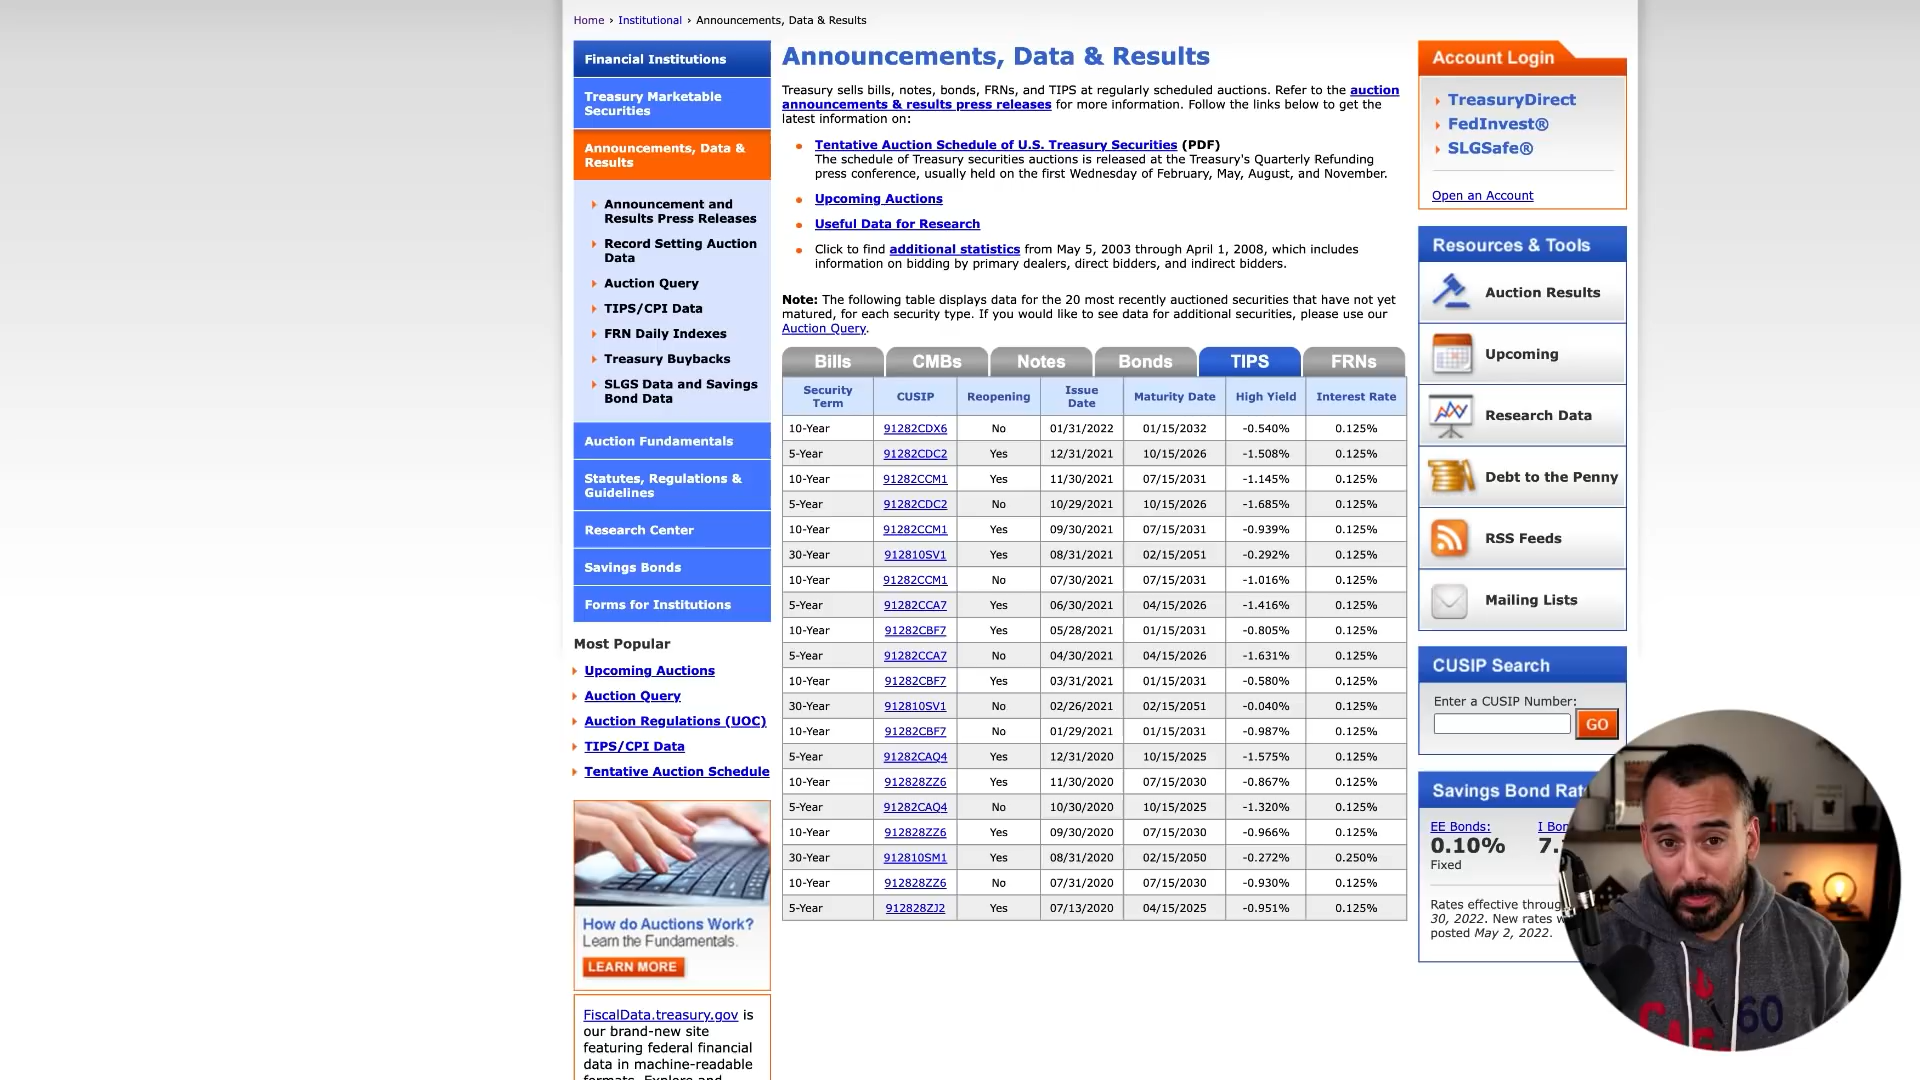 Home › Institutional › Announcements, Data & Results
Financial Institutions
Treasury Marketable
Securities
Announcements, Data &
Results
Announcement and
Results Press Releases
Record Setting Auction
Data
Auction Query
TIPS/CPI Data
FRN Daily Indexes
Treasury Buybacks
SLGS Data and Savings
Bond Data
Auction Fundamentals
Statutes, Regulations &
Guidelines
Research Center
Savings Bonds
Forms for Institutions
Most Popular
Upcoming Auctions
Auction Query
Auction Regulations (UOC)
TIPS/CPI Data
Tentative Auction Schedule
How do Auctions Work?
Learn the Fundamentals.
LEARN MORE
FiscalData.treasury.gov is
our brand-new site
featuring federal financial
data in machine-readable
formats. Explore and
Announcements, Data & Results
Treasury sells bills, notes, bonds, FRNs, and TIPS at regularly scheduled auctions. Refer to the auction
announcements & results press releases for more information. Follow the links below to get the
latest information on:
Tentative Auction Schedule of U.S. Treasury Securities (PDF)
The schedule of Treasury securities auctions is released at the Treasury's Quarterly Refunding
press conference, usually held on the first Wednesday of February, May, August, and November.
Upcoming Auctions
Useful Data for Research
Click to find additional statistics from May 5, 2003 through April 1, 2008, which includes
information on bidding by primary dealers, direct bidders, and indirect bidders.
Note: The following table displays data for the 20 most recently auctioned securities that have not yet
matured, for each security type. If you would like to see data for additional securities, please use our
Auction Query.
Bills CMBs Notes Bonds TIPS FRNs
Security Term CUSIP Reopening Issue Date Maturity Date High Yield Interest Rate
10-Year 91282CDX6 No 01/31/2022 01/15/2032 -0.540% 0.125%
5-Year 91282CDC2 Yes 12/31/2021 10/15/2026 -1.508% 0.125%
10-Year 91282CCM1 Yes 11/30/2021 07/15/2031 -1.145% 0.125%
5-Year 91282CDC2 No 10/29/2021 10/15/2026 -1.685% 0.125%
10-Year 91282CCM1 Yes 09/30/2021 07/15/2031 -0.939% 0.125%
30-Year 912810SV1 Yes 08/31/2021 02/15/2051 -0.292% 0.125%
10-Year 91282CCM1 No 07/30/2021 07/15/2031 -1.016% 0.125%
5-Year 91282CCA7 Yes 06/30/2021 04/15/2026 -1.416% 0.125%
10-Year 91282CBF7 Yes 05/28/2021 01/15/2031 -0.805% 0.125%
5-Year 91282CCA7 No 04/30/2021 04/15/2026 -1.631% 0.125%
10-Year 91282CBF7 Yes 03/31/2021 01/15/2031 -0.580% 0.125%
30-Year 912810SV1 No 02/26/2021 02/15/2051 -0.040% 0.125%
10-Year 91282CBF7 No 01/29/2021 01/15/2031 -0.987% 0.125%
5-Year 91282CAQ4 Yes 12/31/2020 10/15/2025 -1.575% 0.125%
10-Year 912828ZZ6 Yes 11/30/2020 07/15/2030 -0.867% 0.125%
5-Year 91282CAQ4 No 10/30/2020 10/15/2025 -1.320% 0.125%
10-Year 912828ZZ6 Yes 09/30/2020 07/15/2030 -0.966% 0.125%
30-Year 912810SM1 Yes 08/31/2020 02/15/2050 -0.272% 0.250%
10-Year 912828ZZ6 No 07/31/2020 07/15/2030 -0.930% 0.125%
5-Year 912828ZJ2 Yes 07/13/2020 04/15/2025 -0.951% 0.125%
Account Login
TreasuryDirect
FedInvest®
SLGSafe®
Open an Account
Resources & Tools
Auction Results
Upcoming
Research Data
Debt to the Penny
RSS Feeds
Mailing Lists
CUSIP Search
Enter a CUSIP Number:
GO
Savings Bond Rat
EE Bonds: I Bon
0.10% 7.
Fixed
Rates effective throug
30, 2022. New rates w
posted May 2, 2022.
60